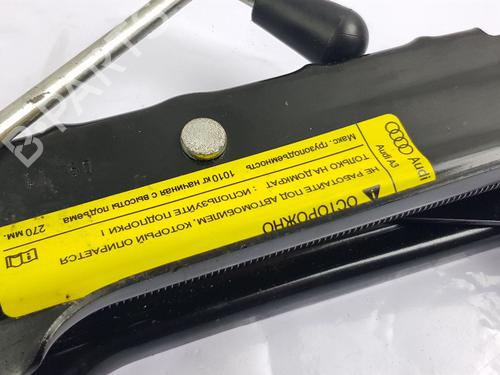 ОСТОРОЖНО
НЕ РАБОТАЙТЕ ПОД АВТОМОБИЛЕМ, КОТОРЫЙ ОПИРАЕТСЯ
ТОЛЬКО НА ДОМКРАТ : ИСПОЛЬЗУЙТЕ ПОДПОРКИ !
Макс. грузоподъемность 1010 кг начиная с высоты подъема 270 мм.
Audi
Audi A3